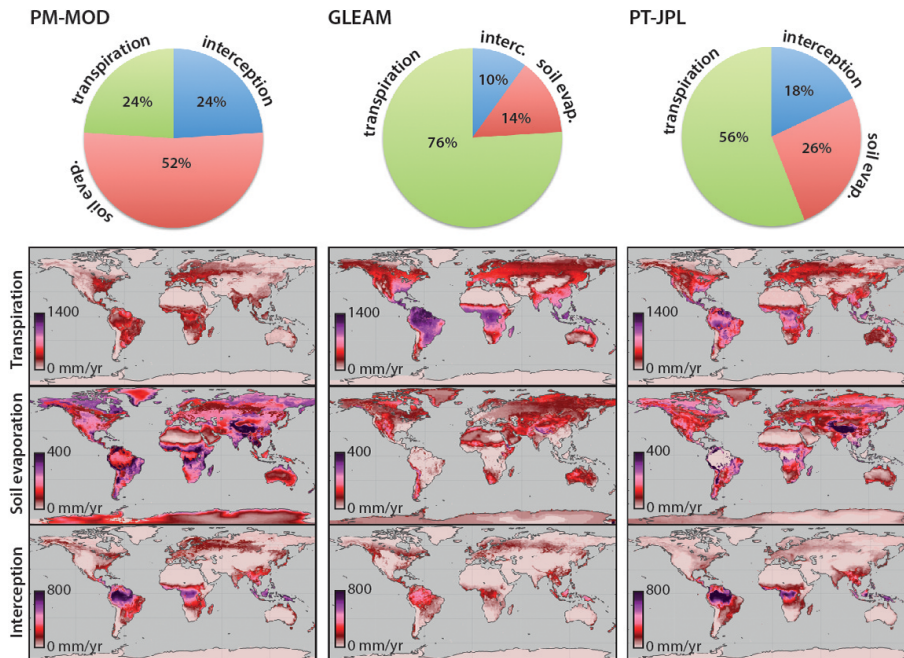 PM-MOD
GLEAM
PT-JPL
transpiration
interception
24%
24%
52%
soil evap.
transpiration
interc.
soil evap.
10%
14%
76%
transpiration
interception
18%
56%
26%
soil evap.
Transpiration
1400
0 mm/yr
1400
0 mm/yr
1400
0 mm/yr
Soil evaporation
400
0 mm/yr
400
0 mm/yr
400
0 mm/yr
Interception
800
0 mm/yr
800
0 mm/yr
800
0 mm/yr